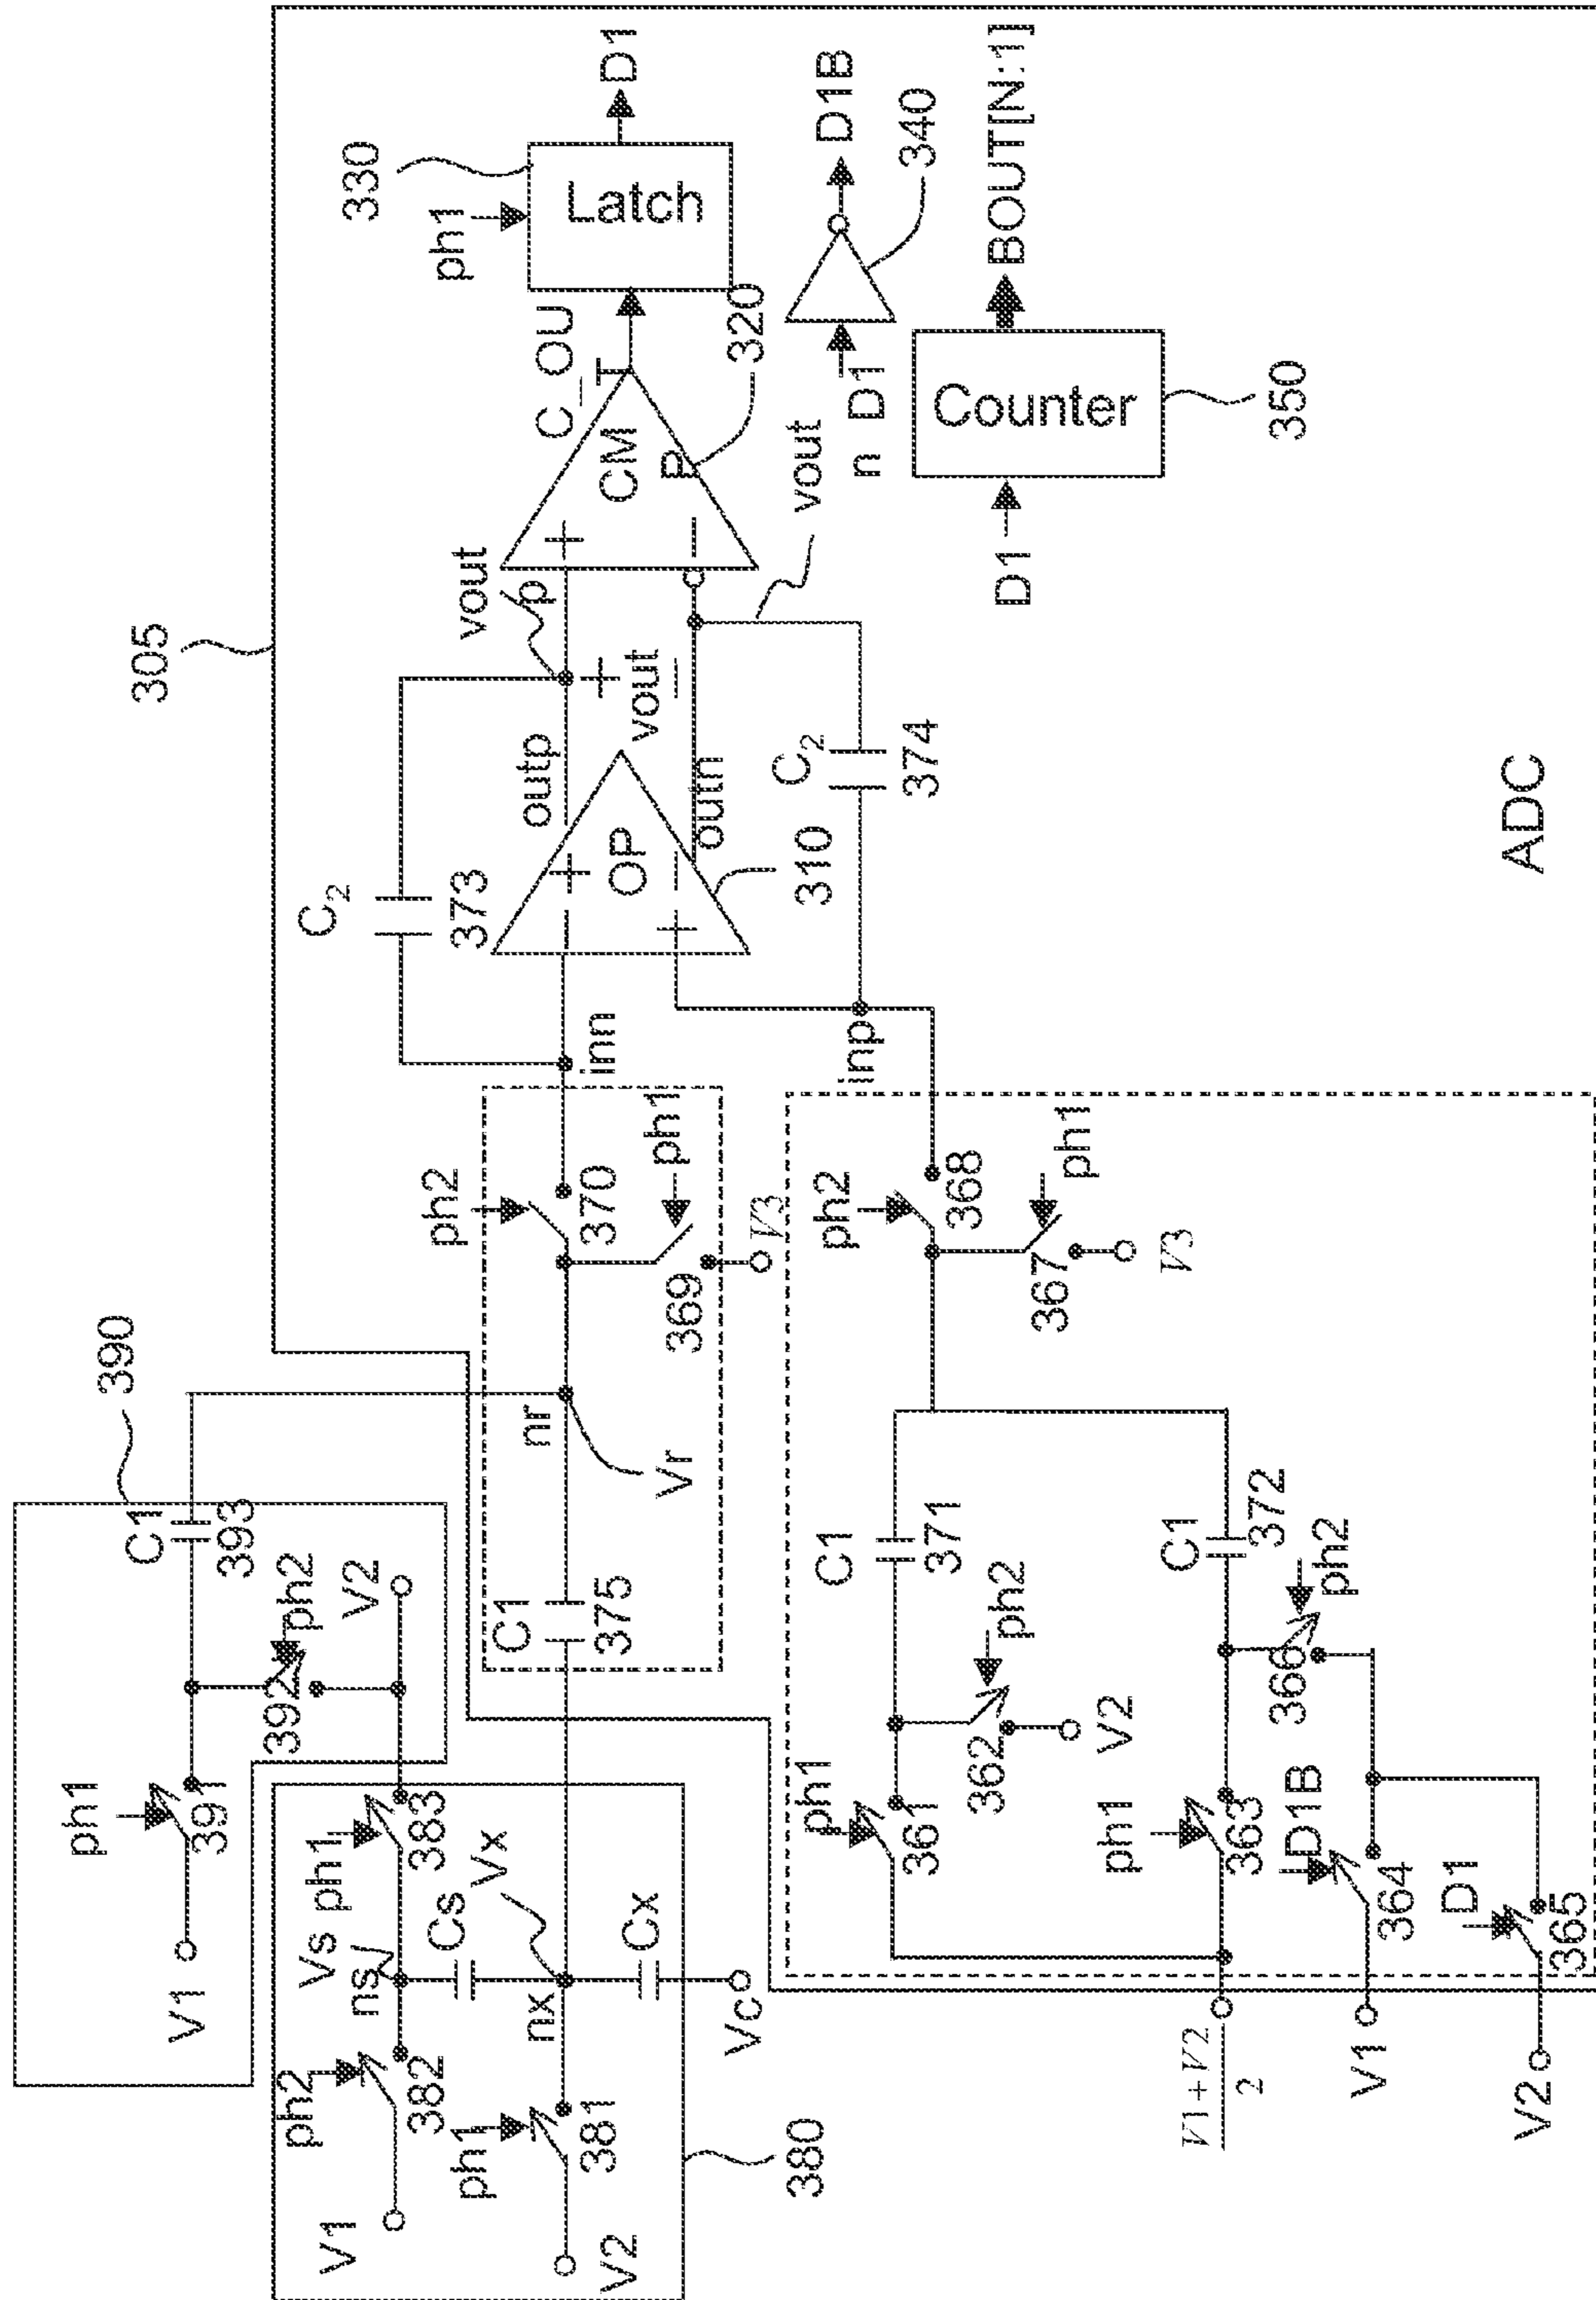 305
390
ph1
391
V1
C1
393
392
ph2
V2
380
ph2
V1
382
Vs
ns
ph1
383
Cs
Vx
nx
ph1
V2
381
Cx
Vc
C1
375
nr
Vr
ph2
370
ph1
369
V3
inn
C2
373
OP
+
−
−
+
310
outp
outn
+
vout
−
inp
C2
374
vout
p
vout
n
+
CM
P
−
320
C_OU
T
ph1
330
Latch
D1
D1
D1B
340
D1
Counter
BOUT[N:1]
350
ph1
361
C1
371
ph2
362
V2
ph1
363
C1
372
ph2
366
D1B
364
D1
365
V1+V2
2
V1
V2
ph2
368
ph1
367
V3
ADC